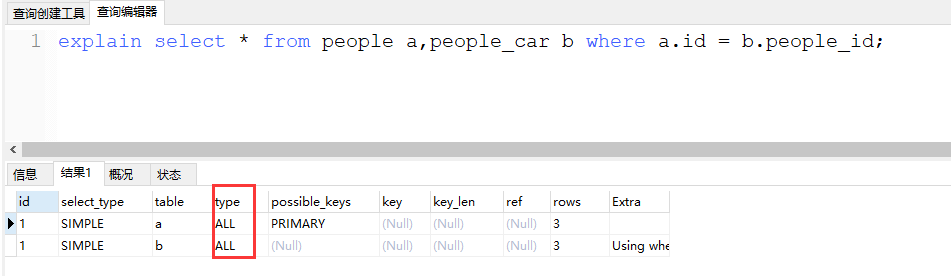 查询创建工具 查询编辑器
1 explain select * from people a,people_car b where a.id = b.people_id;
信息 结果1 概况 状态
id select_type table type possible_keys key key_len ref rows Extra
1 SIMPLE a ALL PRIMARY (Null) (Null) (Null) 3
1 SIMPLE b ALL (Null) (Null) (Null) (Null) 3 Using whe